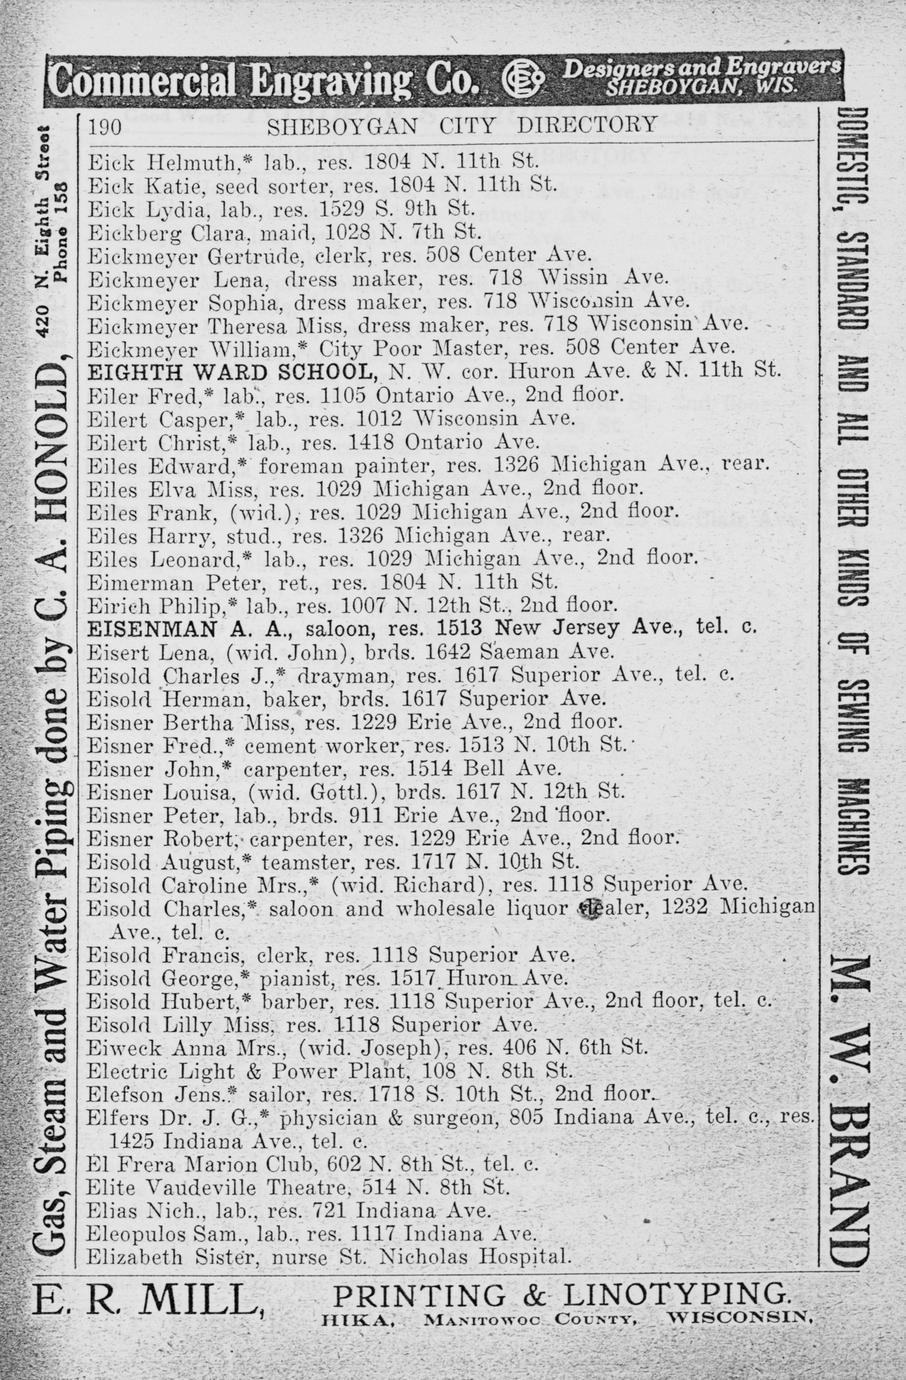 Commercial Engraving Co. CECo Designers and Engravers
SHEBOYGAN, WIS.
190 SHEBOYGAN CITY DIRECTORY
Eick Helmuth,* lab., res. 1804 N. 11th St.
Eick Katie, seed sorter, res. 1804 N. 11th St.
Eick Lydia, lab., res. 1529 S. 9th St.
Eickberg Clara, maid, 1028 N. 7th St.
Eickmeyer Gertrude, clerk, res. 508 Center Ave.
Eickmeyer Lena, dress maker, res. 718 Wissin Ave.
Eickmeyer Sophia, dress maker, res. 718 Wisconsin Ave.
Eickmeyer Theresa Miss, dress maker, res. 718 Wisconsin Ave.
Eickmeyer William,* City Poor Master, res. 508 Center Ave.
EIGHTH WARD SCHOOL, N. W. cor. Huron Ave. & N. 11th St.
Eiler Fred,* lab., res. 1105 Ontario Ave., 2nd floor.
Eilert Casper,* lab., res. 1012 Wisconsin Ave.
Eilert Christ,* lab., res. 1418 Ontario Ave.
Eiles Edward,* foreman painter, res. 1326 Michigan Ave., rear.
Eiles Elva Miss, res. 1029 Michigan Ave., 2nd floor.
Eiles Frank, (wid.), res. 1029 Michigan Ave., 2nd floor.
Eiles Harry, stud., res. 1326 Michigan Ave., rear.
Eiles Leonard,* lab., res. 1029 Michigan Ave., 2nd floor.
Eimerman Peter, ret., res. 1804 N. 11th St.
Eirich Philip,* lab., res. 1007 N. 12th St., 2nd floor.
EISENMAN A. A., saloon, res. 1513 New Jersey Ave., tel. c.
Eisert Lena, (wid. John), brds. 1642 Saeman Ave.
Eisold Charles J.,* drayman, res. 1617 Superior Ave., tel. c.
Eisold Herman, baker, brds. 1617 Superior Ave.
Eisner Bertha Miss, res. 1229 Erie Ave., 2nd floor.
Eisner Fred.,* cement worker, res. 1513 N. 10th St.
Eisner John,* carpenter, res. 1514 Bell Ave.
Eisner Louisa, (wid. Gottl.), brds. 1617 N. 12th St.
Eisner Peter, lab., brds. 911 Erie Ave., 2nd floor.
Eisner Robert, carpenter, res. 1229 Erie Ave., 2nd floor.
Eisold August,* teamster, res. 1717 N. 10th St.
Eisold Caroline Mrs.,* (wid. Richard), res. 1118 Superior Ave.
Eisold Charles,* saloon and wholesale liquor dealer, 1232 Michigan
Ave., tel. c.
Eisold Francis, clerk, res. 1118 Superior Ave.
Eisold George,* pianist, res. 1517 Huron Ave.
Eisold Hubert,* barber, res. 1118 Superior Ave., 2nd floor, tel. c.
Eisold Lilly Miss, res. 1118 Superior Ave.
Eiweck Anna Mrs., (wid. Joseph), res. 406 N. 6th St.
Electric Light & Power Plant, 108 N. 8th St.
Elefson Jens.* sailor, res. 1718 S. 10th St., 2nd floor.
Elfers Dr. J. G.,* physician & surgeon, 805 Indiana Ave., tel. c., res.
1425 Indiana Ave., tel. c.
El Frera Marion Club, 602 N. 8th St., tel. c.
Elite Vaudeville Theatre, 514 N. 8th St.
Elias Nich., lab., res. 721 Indiana Ave.
Eleopulos Sam., lab., res. 1117 Indiana Ave.
Elizabeth Sister, nurse St. Nicholas Hospital.
Gas, Steam and Water Piping done by C. A. HONOLD, 420 N. Eighth Street
Phone 158
DOMESTIC, STANDARD AND ALL OTHER KINDS OF SEWING MACHINES M. W. BRAND
E. R. MILL, PRINTING & LINOTYPING.
HIKA, MANITOWOC COUNTY, WISCONSIN.